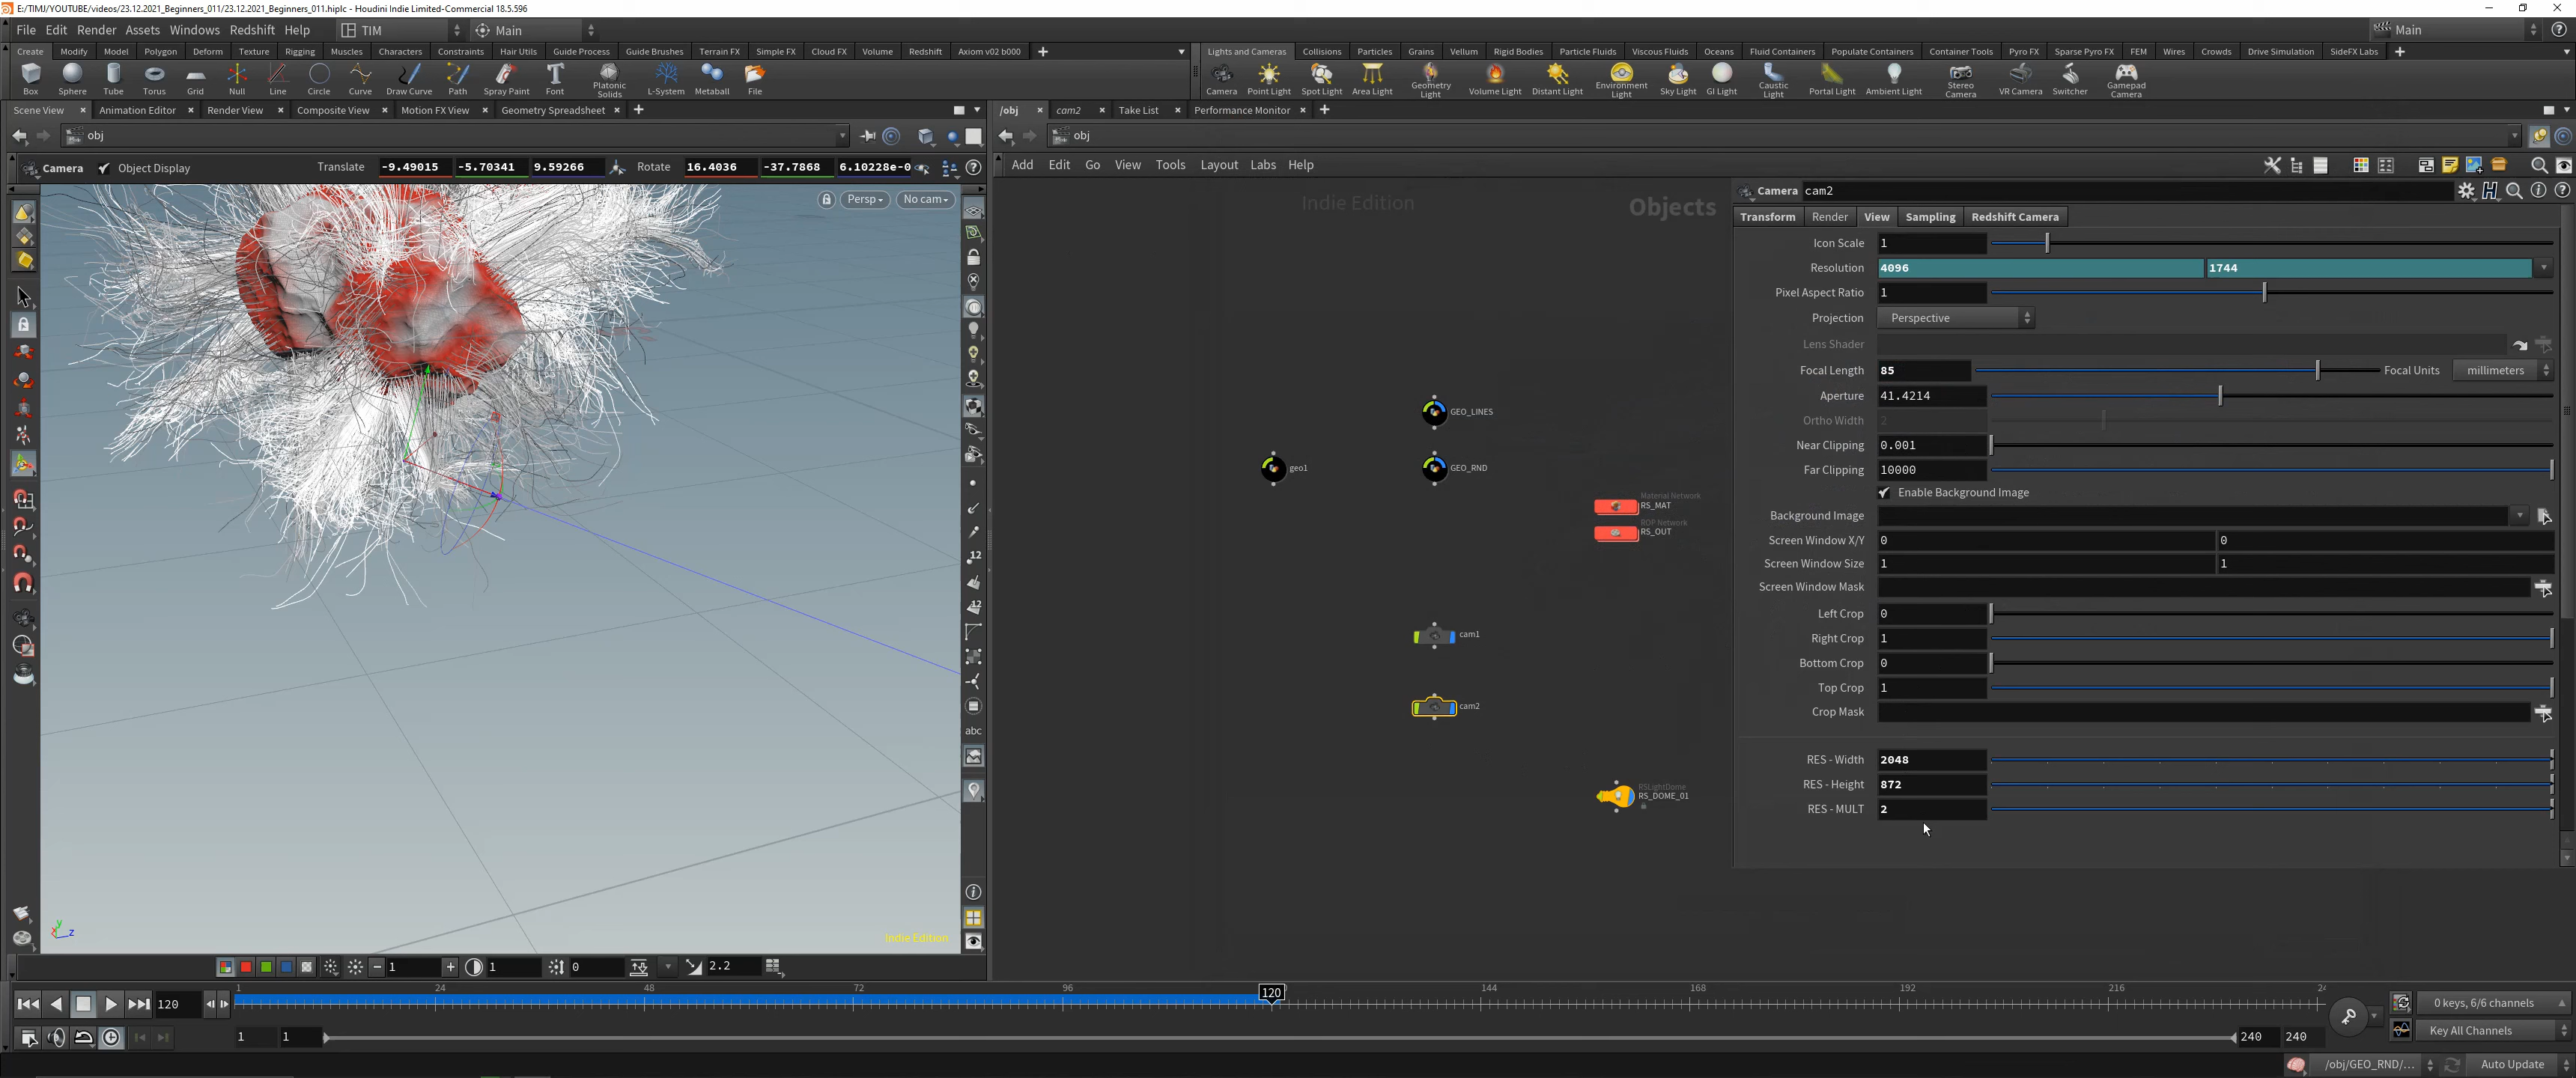 E:/TIMJ/YOUTUBE/videos/23.12.2021_Beginners_011/23.12.2021_Beginners_011.hiplc - Houdini Indie Limited-Commercial 18.5.596
File Edit Render Assets Windows Redshift Help TIM Main Main
Create Modify Model Polygon Deform Texture Rigging Muscles Characters Constraints Hair Utils Guide Process Guide Brushes Terrain FX Simple FX Cloud FX Volume Redshift Axiom v02 b000
Lights and Cameras Collisions Particles Grains Vellum Rigid Bodies Particle Fluids Viscous Fluids Oceans Fluid Containers Populate Containers Container Tools Pyro FX Sparse Pyro FX FEM Wires Crowds Drive Simulation SideFX Labs
Box Sphere Tube Torus Grid Null Line Circle Curve Draw Curve Path Spray Paint Font Platonic Solids L-System Metaball File
Camera Point Light Spot Light Area Light Geometry Light Volume Light Distant Light Environment Light Sky Light GI Light Caustic Light Portal Light Ambient Light Stereo Camera VR Camera Switcher Gamepad Camera
Scene View Animation Editor Render View Composite View Motion FX View Geometry Spreadsheet
/obj cam2 Take List Performance Monitor
obj
obj
Camera Object Display Translate -9.49015 -5.70341 9.59266 Rotate 16.4036 -37.7868 6.10228e-0
Add Edit Go View Tools Layout Labs Help
Persp No cam
Indie Edition
Objects
Camera cam2
Transform Render View Sampling Redshift Camera
Icon Scale 1
Resolution 4096 1744
Pixel Aspect Ratio 1
Projection Perspective
Lens Shader
Focal Length 85 Focal Units millimeters
Aperture 41.4214
Ortho Width 2
Near Clipping 0.001
Far Clipping 10000
Enable Background Image
Background Image
Screen Window X/Y 0 0
Screen Window Size 1 1
Screen Window Mask
Left Crop 0
Right Crop 1
Bottom Crop 0
Top Crop 1
Crop Mask
RES - Width 2048
RES - Height 872
RES - MULT 2
GEO_LINES
geo1
GEO_RND
Material Network
RS_MAT
ROP Network
RS_OUT
cam1
cam2
RSLightDome
RS_DOME_01
12
12
abc
y
z
Indie Edition
1 1 0 2.2
120 1 24 48 72 96 120 144 168 192 216 24
0 keys, 6/6 channels
1 1 240 240
Key All Channels
/obj/GEO_RND/... Auto Update